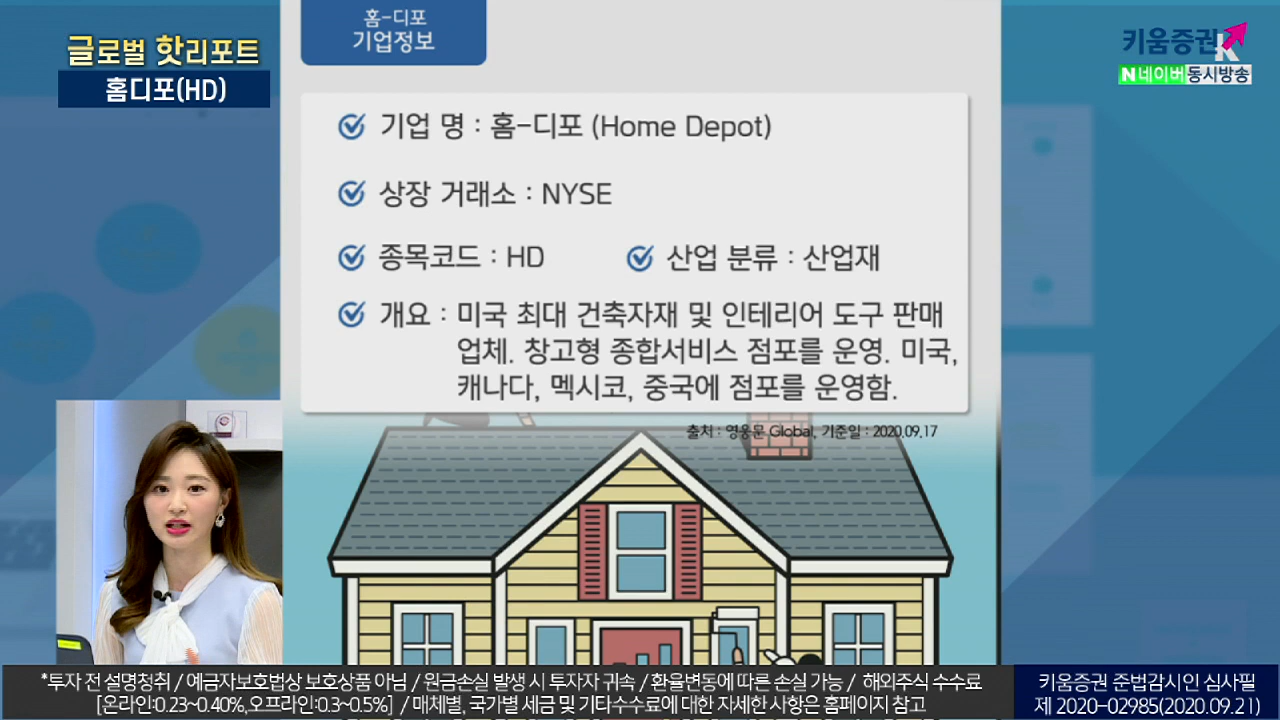 글로벌 핫리포트
홈디포(HD)
홈-디포
기업정보
키움증권
N네이버 동시방송
기업 명 : 홈-디포 (Home Depot)
상장 거래소 : NYSE
종목코드 : HD
산업 분류 : 산업재
개요 : 미국 최대 건축자재 및 인테리어 도구 판매
업체. 창고형 종합서비스 점포를 운영. 미국,
캐나다, 멕시코, 중국에 점포를 운영함.
출처 : 영웅문 Global, 기준일 : 2020.09.17
*투자 전 설명청취 / 예금자보호법상 보호상품 아님 / 원금손실 발생 시 투자자 귀속 / 환율변동에 따른 손실 가능 / 해외주식 수수료
[온라인:0.23~0.40%,오프라인:0.3~0.5%] / 매체별, 국가별 세금 및 기타수수료에 대한 자세한 사항은 홈페이지 참고
키움증권 준법감시인 심사필
제 2020-02985(2020.09.21)